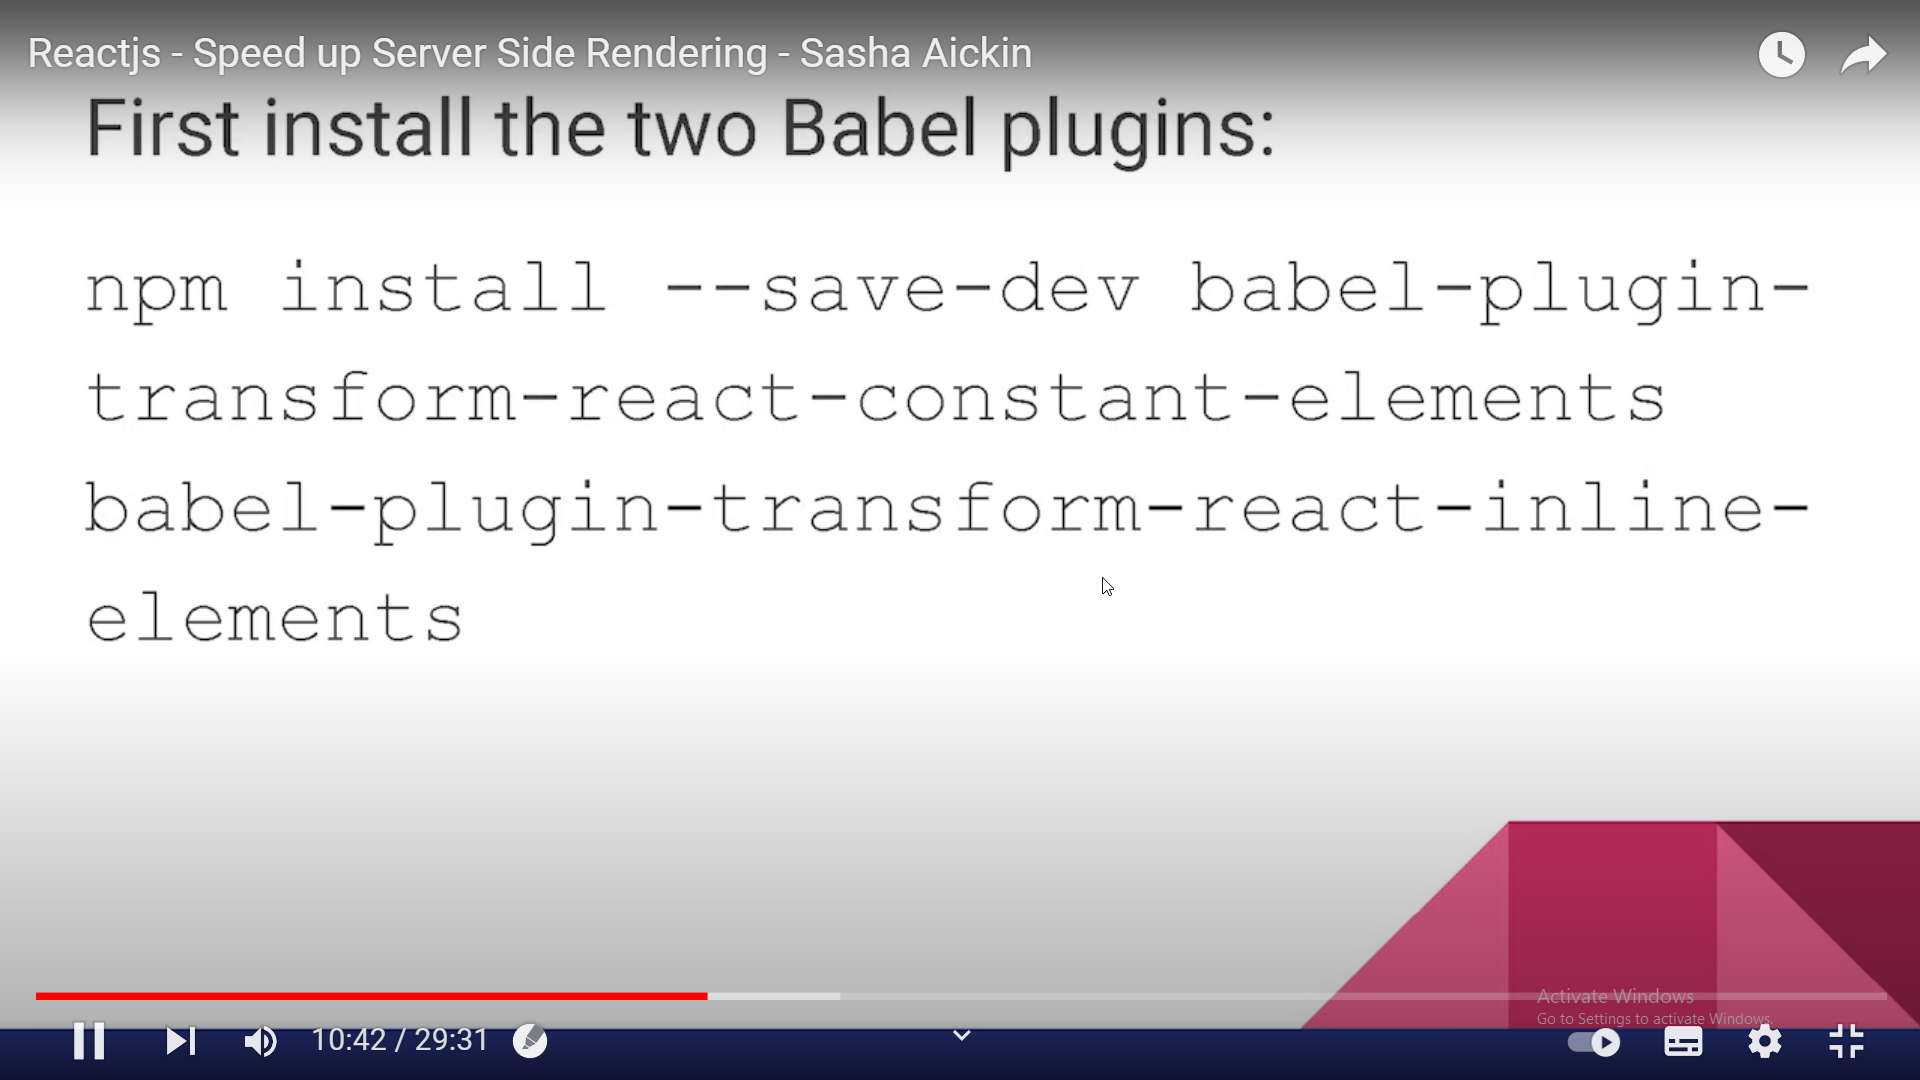 Reactjs - Speed up Server Side Rendering - Sasha Aickin
First install the two Babel plugins:
npm install --save-dev babel-plugin-
transform-react-constant-elements
babel-plugin-transform-react-inline-
elements
Activate Windows
Go to Settings to activate Windows.
10:42 / 29:31